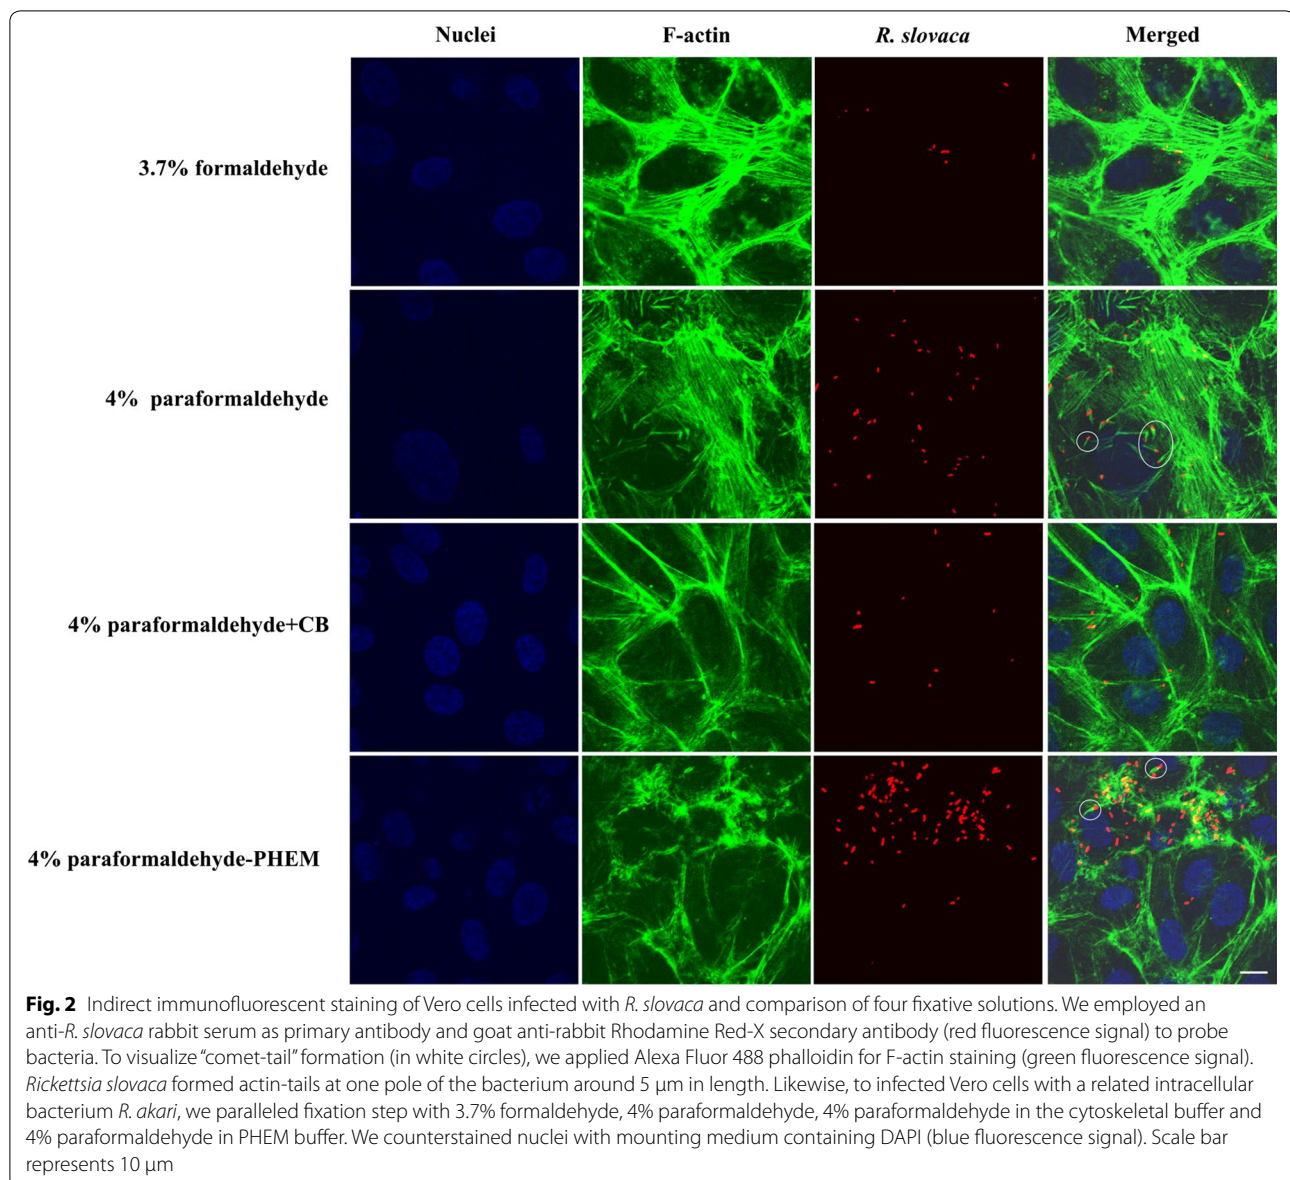 Nuclei F-actin R. slovaca Merged
3.7% formaldehyde
4% paraformaldehyde
4% paraformaldehyde+CB
4% paraformaldehyde-PHEM
Fig. 2 Indirect immunofluorescent staining of Vero cells infected with R. slovaca and comparison of four fixative solutions. We employed an
anti-R. slovaca rabbit serum as primary antibody and goat anti-rabbit Rhodamine Red-X secondary antibody (red fluorescence signal) to probe
bacteria. To visualize “comet-tail” formation (in white circles), we applied Alexa Fluor 488 phalloidin for F-actin staining (green fluorescence signal).
Rickettsia slovaca formed actin-tails at one pole of the bacterium around 5 μm in length. Likewise, to infected Vero cells with a related intracellular
bacterium R. akari, we paralleled fixation step with 3.7% formaldehyde, 4% paraformaldehyde, 4% paraformaldehyde in the cytoskeletal buffer and
4% paraformaldehyde in PHEM buffer. We counterstained nuclei with mounting medium containing DAPI (blue fluorescence signal). Scale bar
represents 10 μm